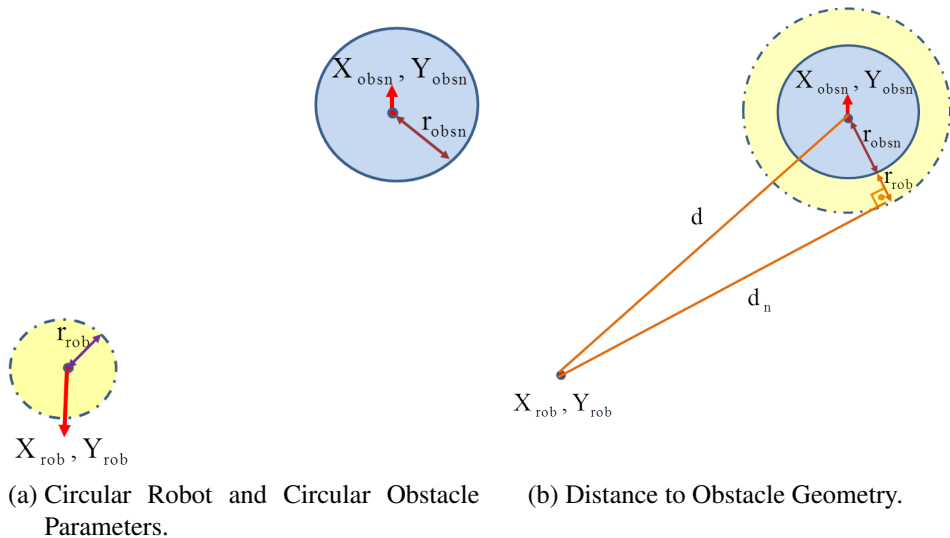 X obsn , Y obsn
r obsn
r rob
X rob , Y rob
(a) Circular Robot and Circular Obstacle
Parameters.
X obsn , Y obsn
r obsn
r rob
d
d n
X rob , Y rob
(b) Distance to Obstacle Geometry.